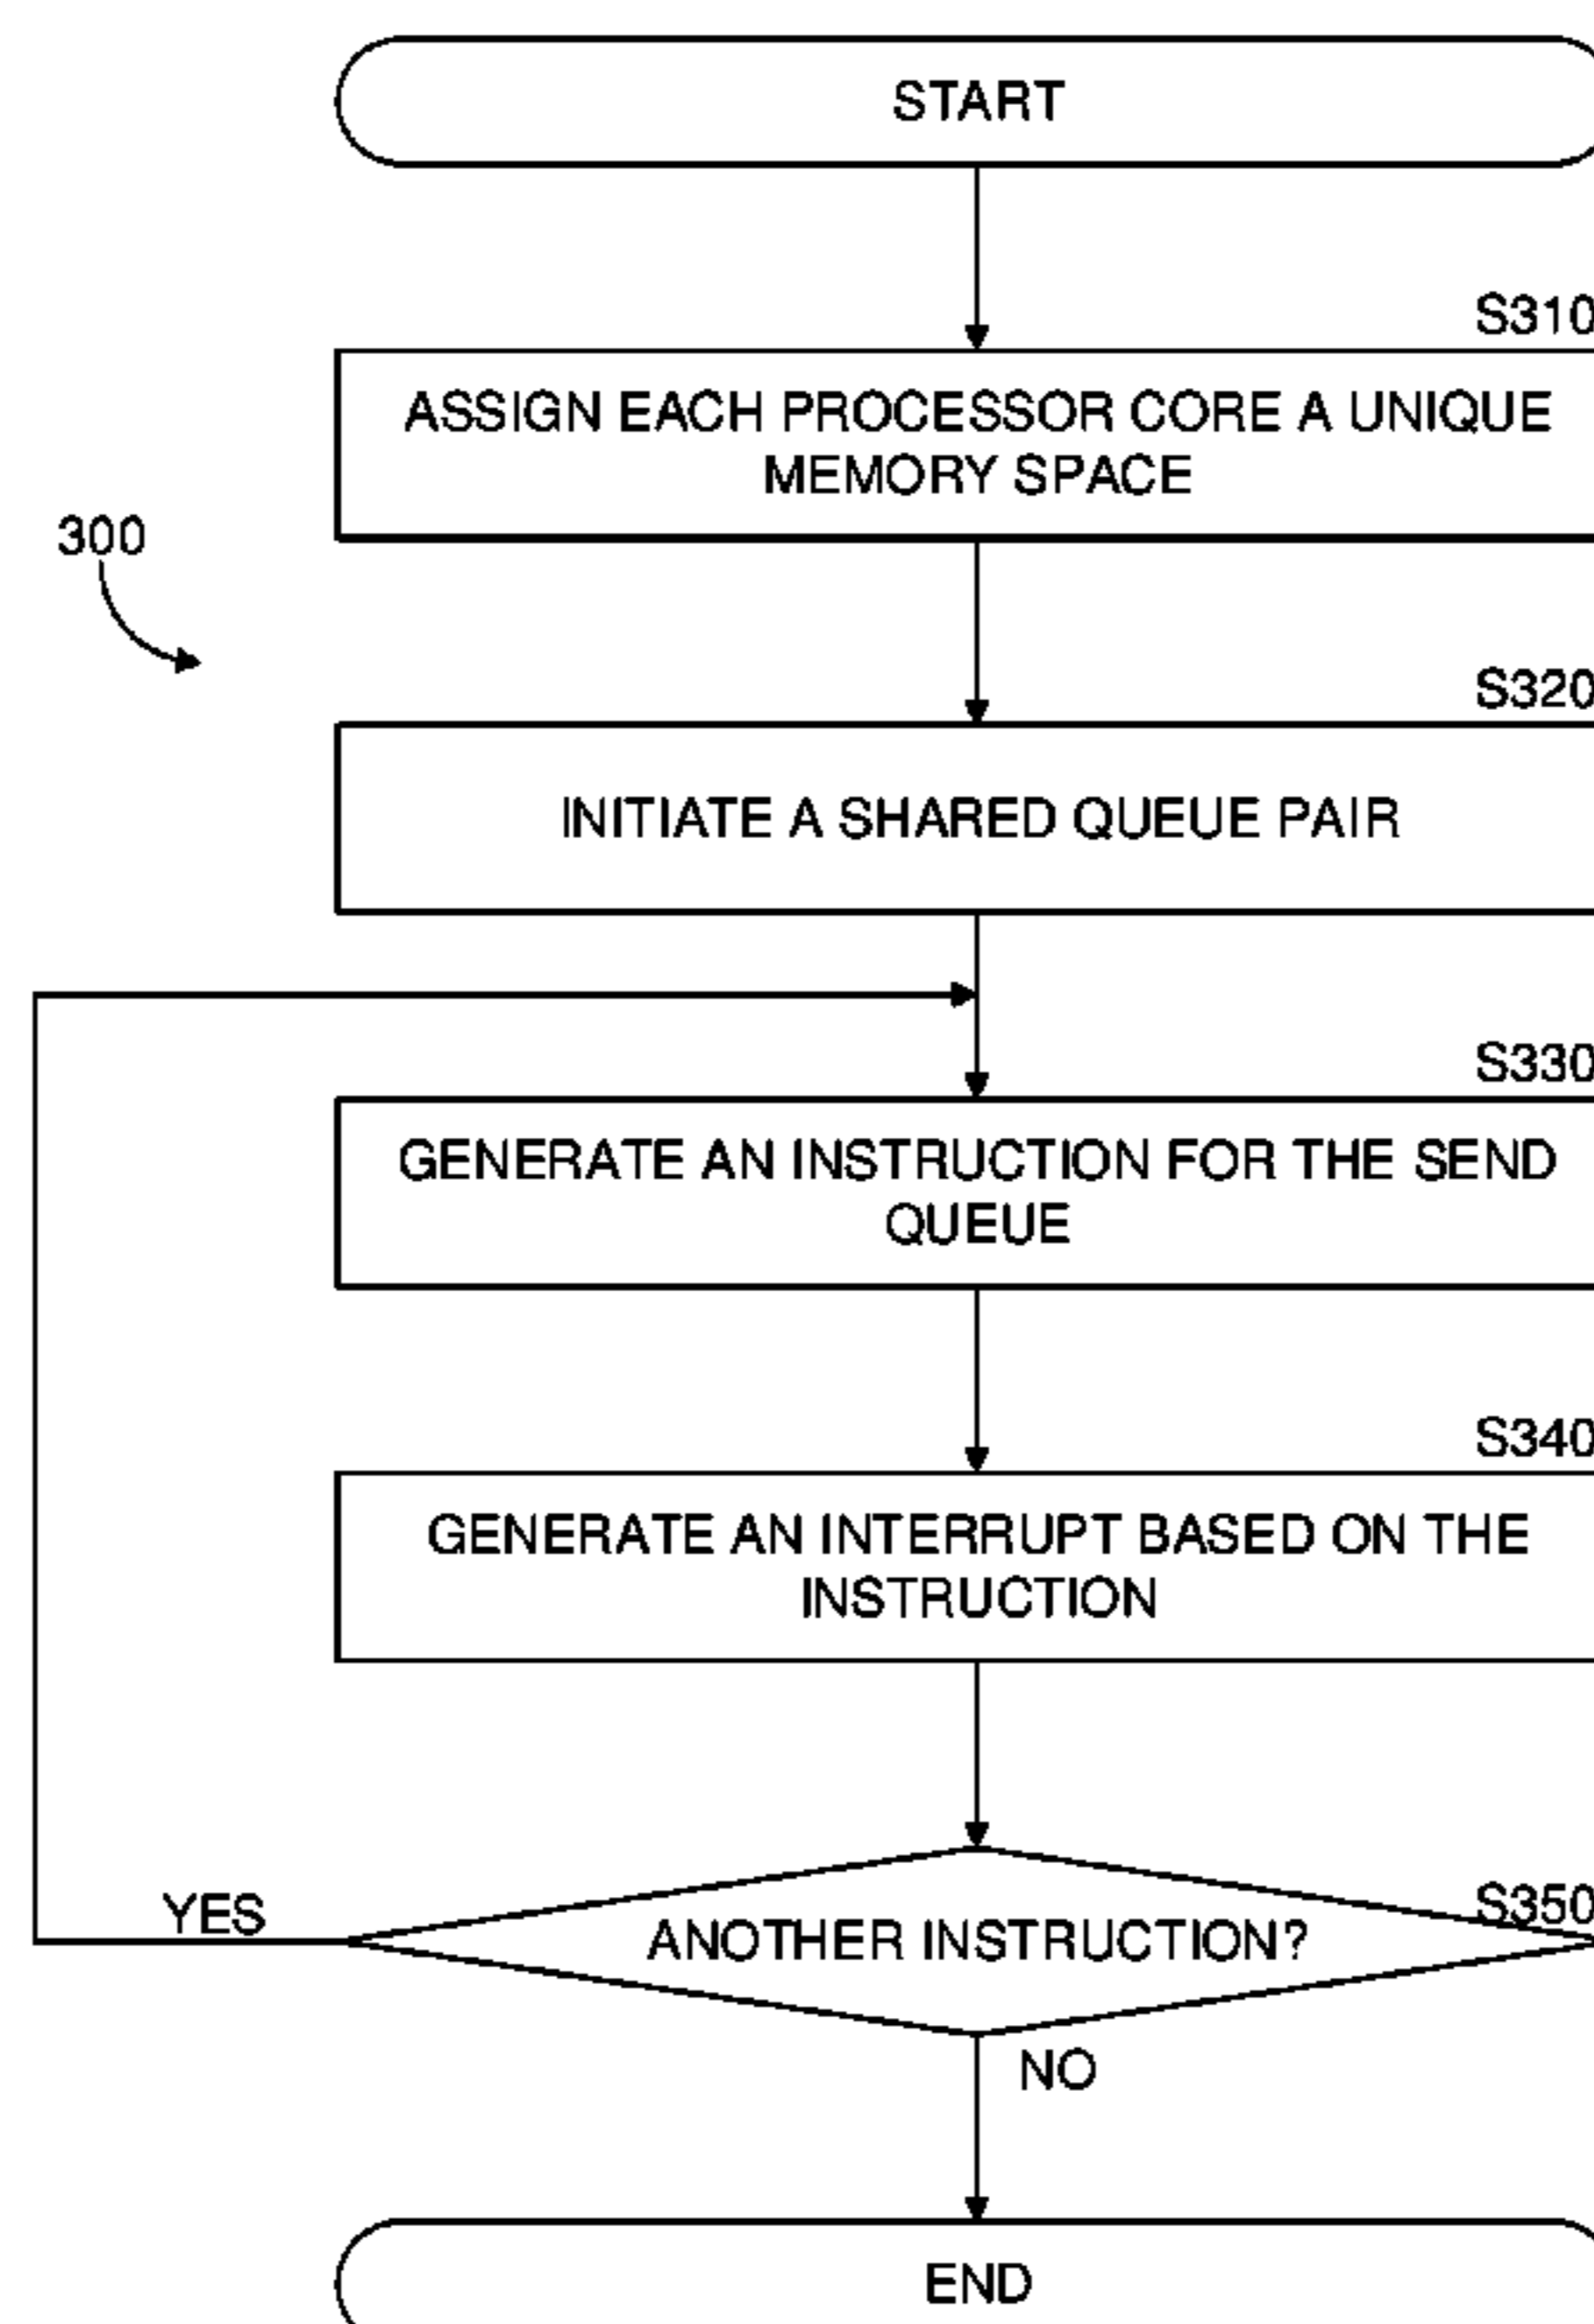 START
S310
ASSIGN EACH PROCESSOR CORE A UNIQUE
MEMORY SPACE
300
S320
INITIATE A SHARED QUEUE PAIR
S330
GENERATE AN INSTRUCTION FOR THE SEND
QUEUE
S340
GENERATE AN INTERRUPT BASED ON THE
INSTRUCTION
S350
YES
ANOTHER INSTRUCTION?
NO
END